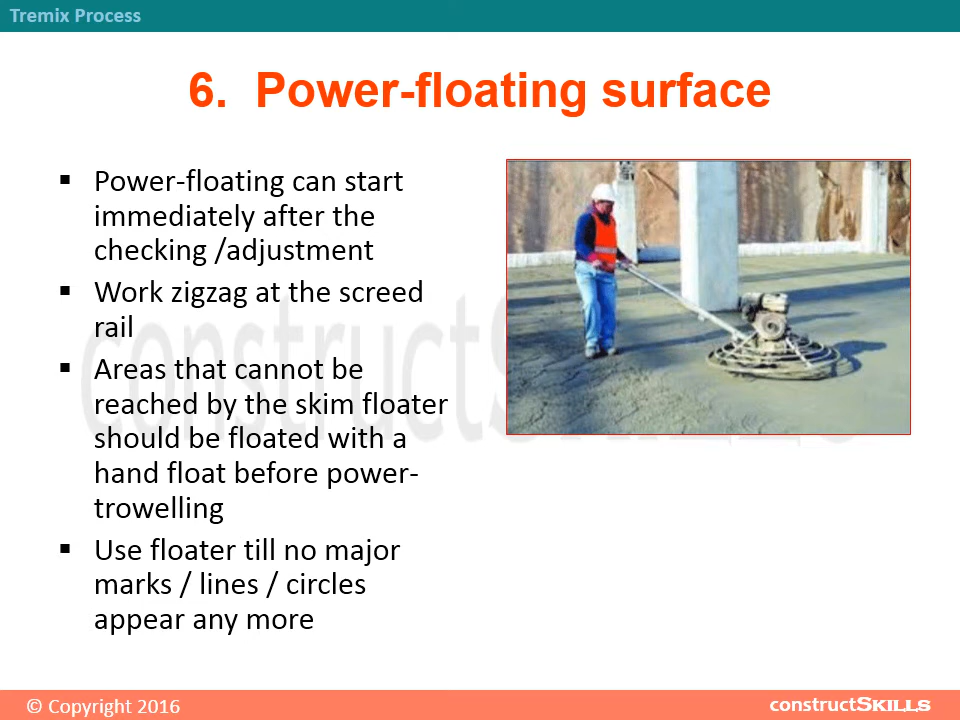 Tremix Process
6. Power-floating surface
▪ Power-floating can start
immediately after the
checking /adjustment
▪ Work zigzag at the screed
rail
▪ Areas that cannot be
reached by the skim floater
should be floated with a
hand float before power-
trowelling
▪ Use floater till no major
marks / lines / circles
appear any more
constructSKILLS
© Copyright 2016
constructSKILLS